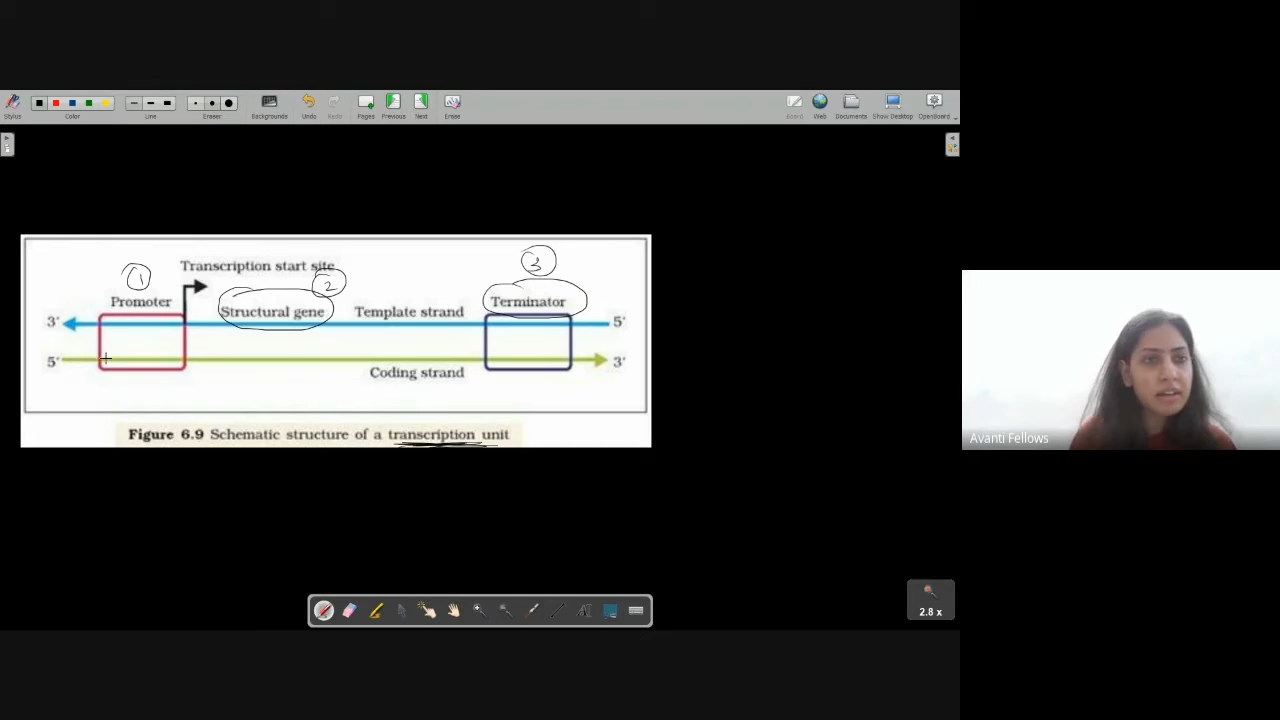 Stylus
Color
Line
Eraser
Backgrounds
Undo
Redo
Pages
Previous
Next
Erase
Board
Web
Documents
Show Desktop
OpenBoard
1
3
Transcription start site
2
Promoter
Structural gene
Template strand
Terminator
3′
5′
5′
3′
Coding strand
Figure 6.9 Schematic structure of a transcription unit
Avanti Fellows
2.8 x